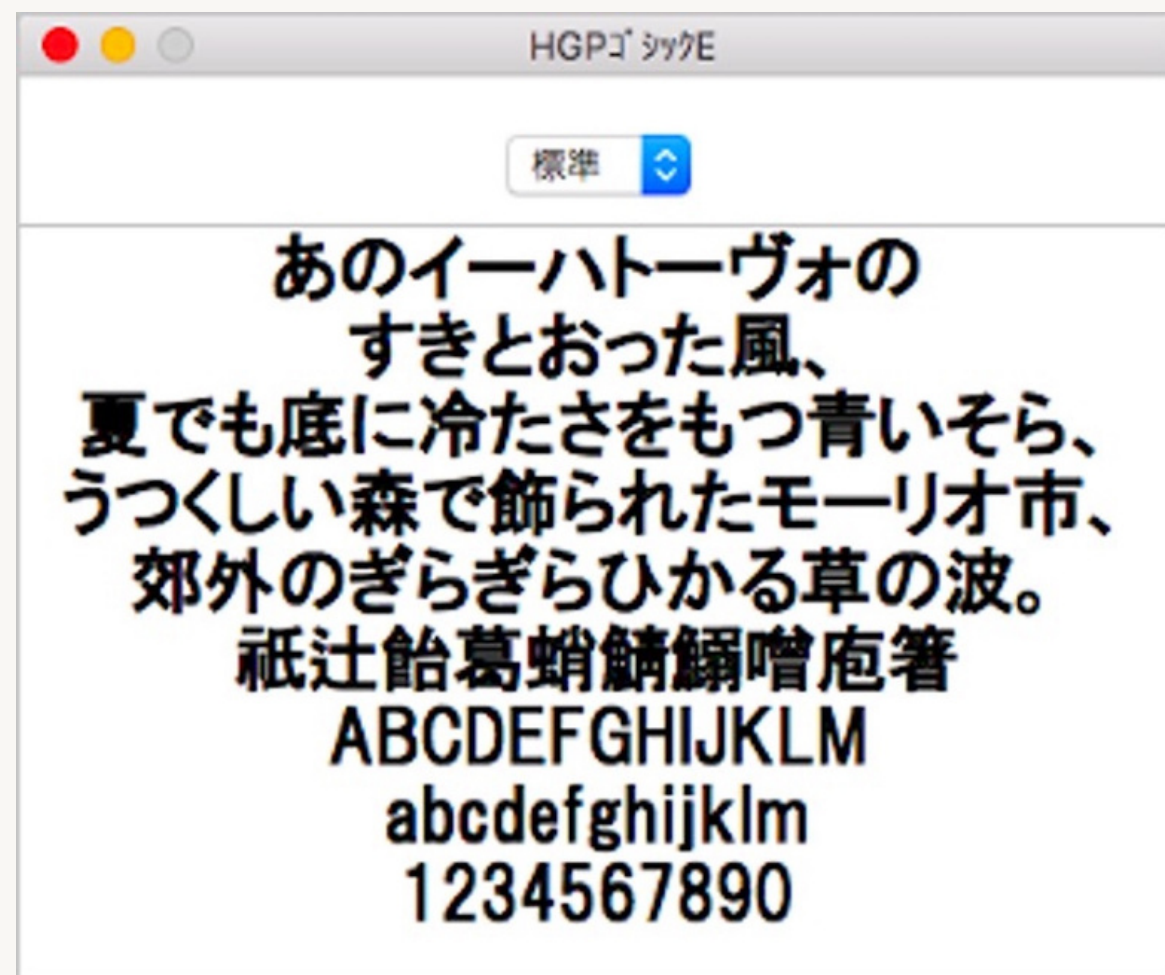 HGPｺﾞｼｯｸE
標準
あのイーハトーヴォの
すきとおった風、
夏でも底に冷たさをもつ青いそら、
うつくしい森で飾られたモーリオ市、
郊外のぎらぎらひかる草の波。
祇辻飴葛蛸鯖鰯噌庖箸
ABCDEFGHIJKLM
abcdefghijklm
1234567890